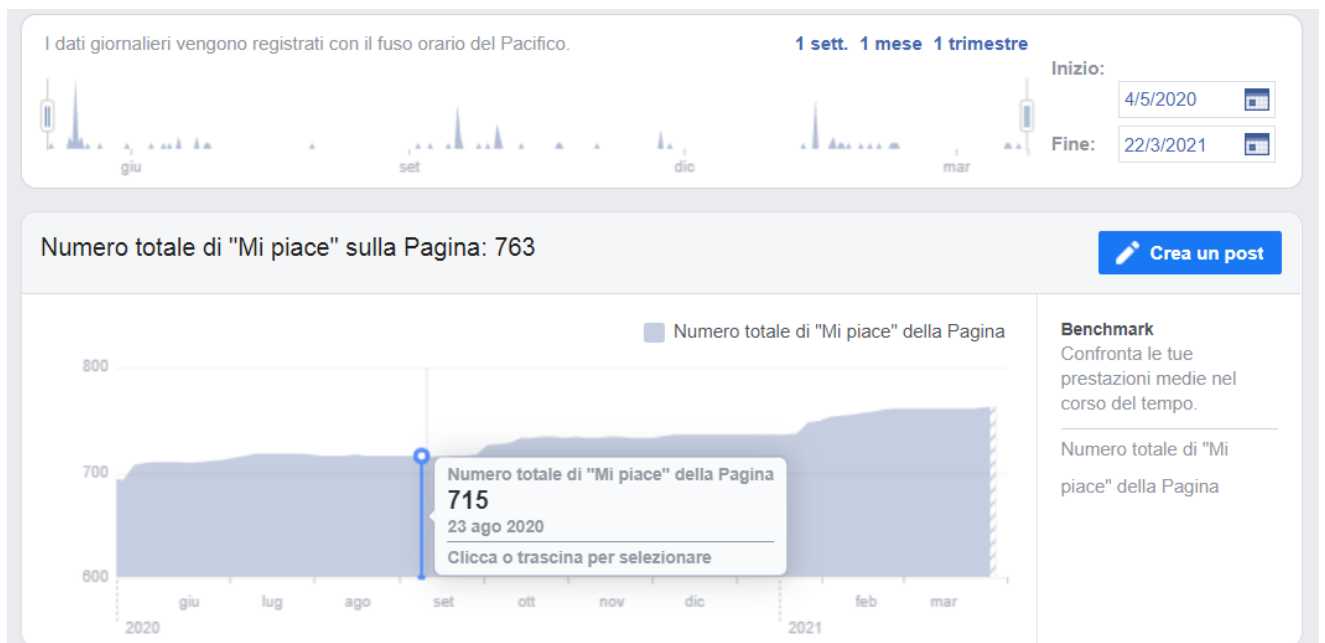 I dati giornalieri vengono registrati con il fuso orario del Pacifico.
1 sett. 1 mese 1 trimestre
Inizio:
4/5/2020
Fine:
22/3/2021
giu set dic mar
Numero totale di "Mi piace" sulla Pagina: 763
Crea un post
Numero totale di "Mi piace" della Pagina
800
700
600
Numero totale di "Mi piace" della Pagina
715
23 ago 2020
Clicca o trascina per selezionare
giu lug ago set ott nov dic feb mar
2020 2021
Benchmark
Confronta le tue
prestazioni medie nel
corso del tempo.
Numero totale di "Mi
piace" della Pagina